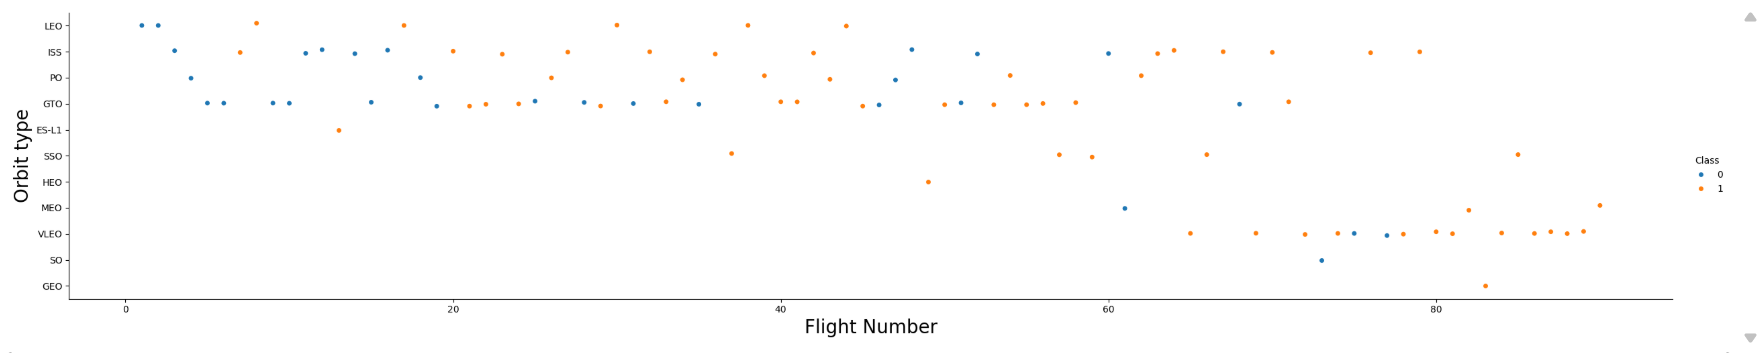 LEO
ISS
PO
GTO
ES-L1
SSO
HEO
MEO
VLEO
SO
GEO
Orbit type
0 20 40 60 80
Flight Number
Class
0
1